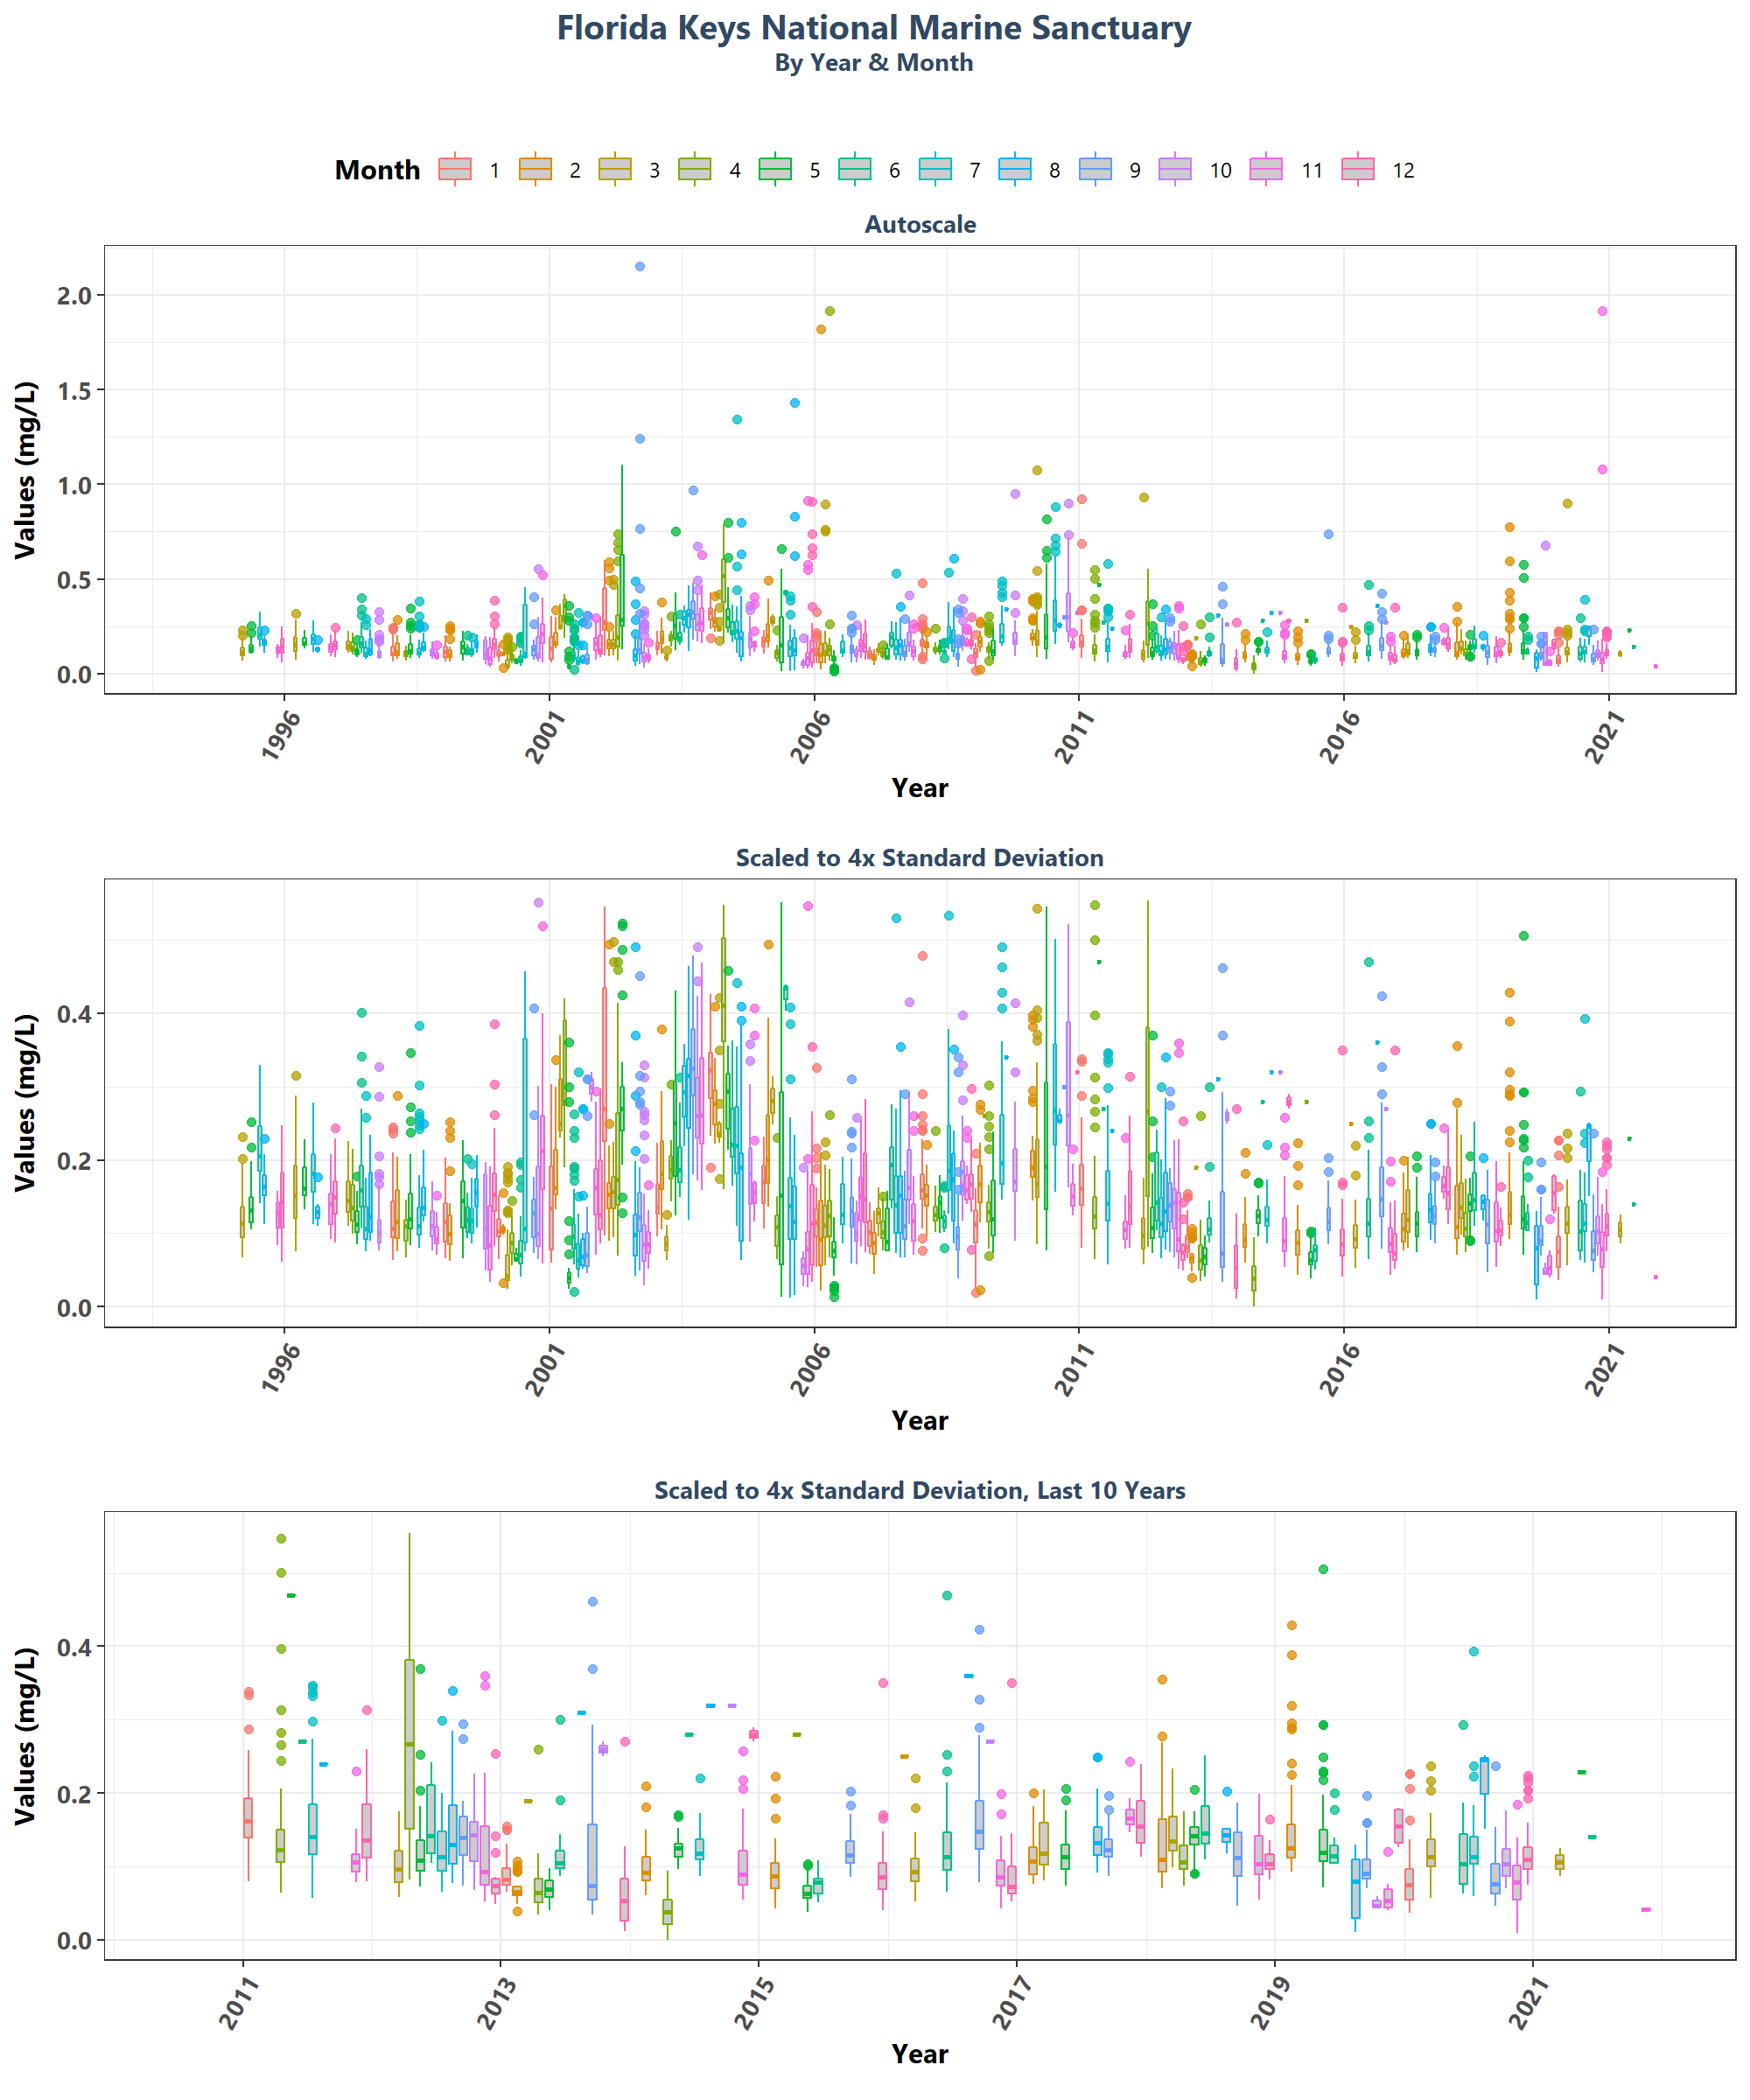 Florida Keys National Marine Sanctuary
By Year & Month
Month 1 2 3 4 5 6 7 8 9 10 11 12
Autoscale
Values (mg/L)
2.0
1.5
1.0
0.5
0.0
1996 2001 2006 2011 2016 2021
Year
Scaled to 4x Standard Deviation
Values (mg/L)
0.4
0.2
0.0
1996 2001 2006 2011 2016 2021
Year
Scaled to 4x Standard Deviation, Last 10 Years
Values (mg/L)
0.4
0.2
0.0
2011 2013 2015 2017 2019 2021
Year